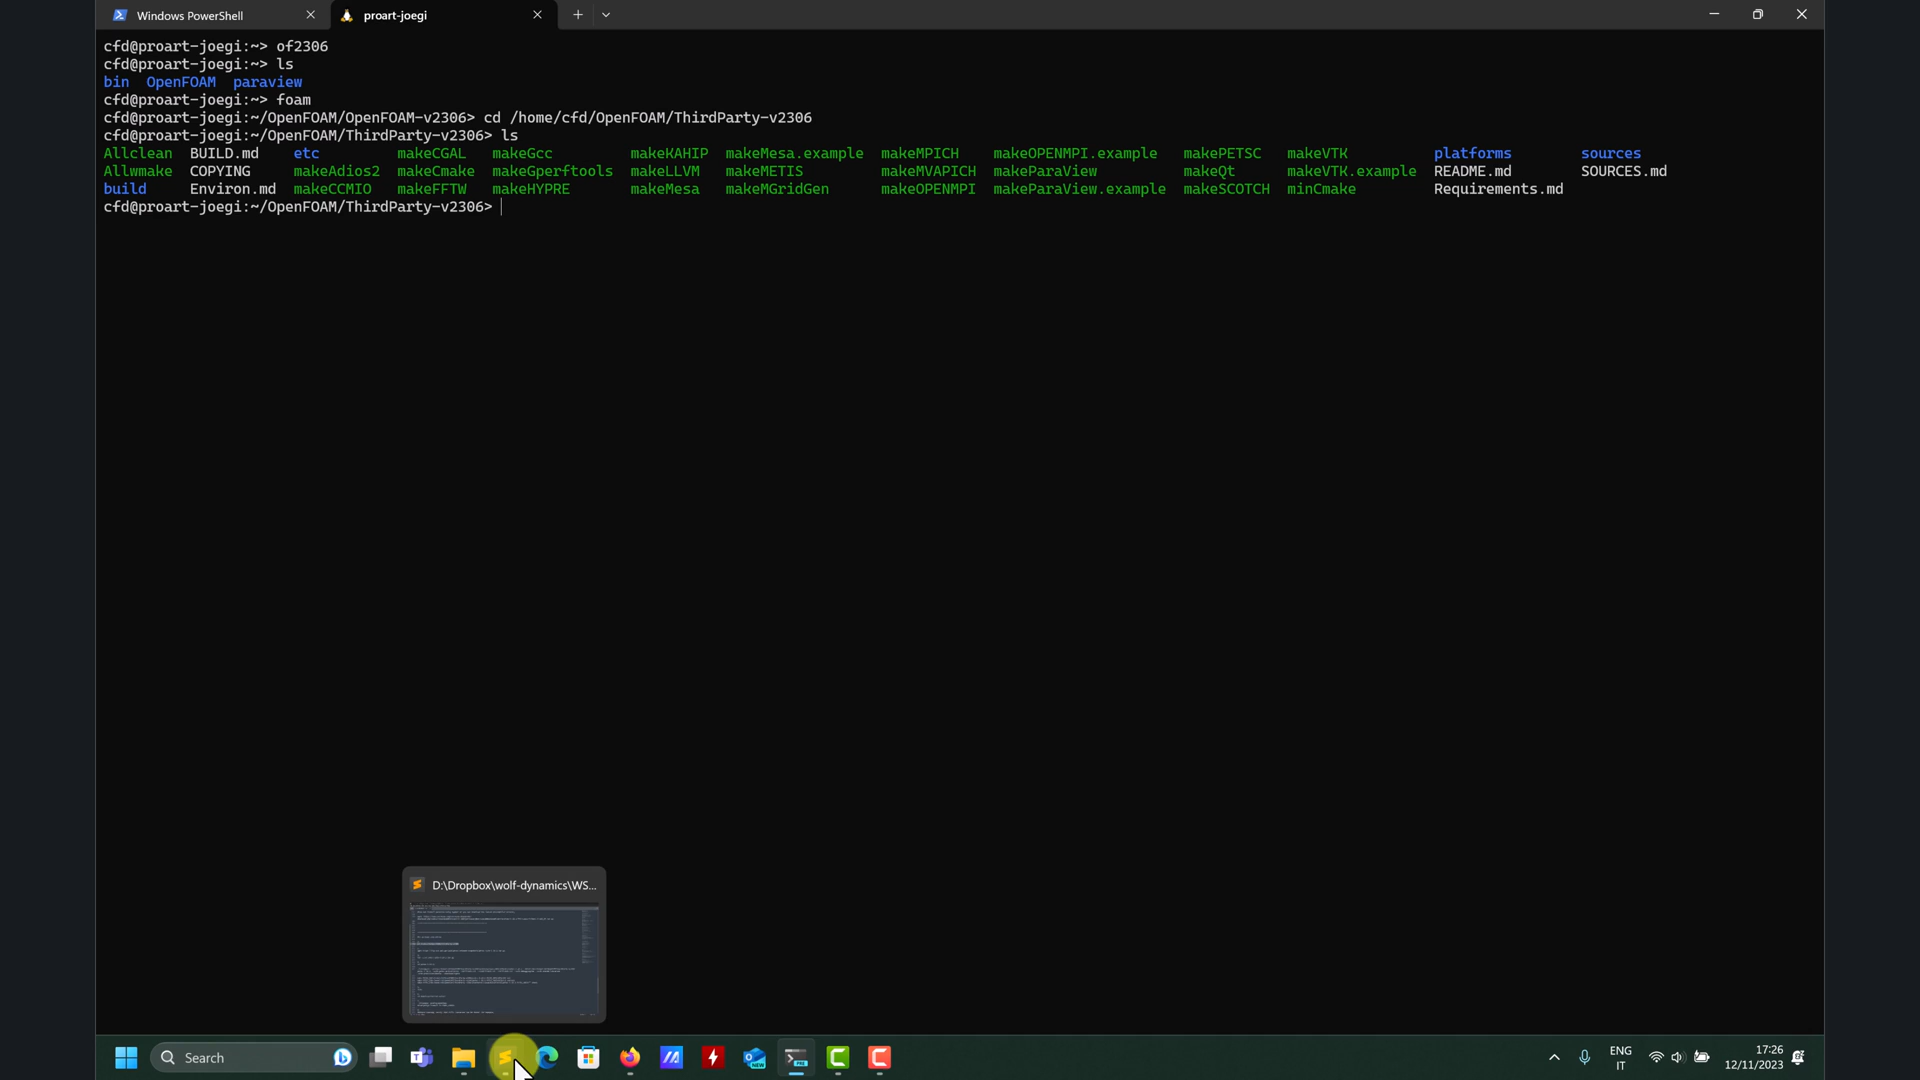 Windows PowerShell
proart-joegi
cfd@proart-joegi:~> of2306
cfd@proart-joegi:~> ls
bin  OpenFOAM  paraview
cfd@proart-joegi:~> foam
cfd@proart-joegi:~/OpenFOAM/OpenFOAM-v2306> cd /home/cfd/OpenFOAM/ThirdParty-v2306
cfd@proart-joegi:~/OpenFOAM/ThirdParty-v2306> ls
Allclean  BUILD.md  etc  makeCGAL  makeGcc  makeKAHIP  makeMesa.example  makeMPICH  makeOPENMPI.example  makePETSC  makeVTK  platforms  sources
Allwmake  COPYING  makeAdios2  makeCmake  makeGperftools  makeLLVM  makeMETIS  makeMVAPICH  makeParaView  makeQt  makeVTK.example  README.md  SOURCES.md
build  Environ.md  makeCCMIO  makeFFTW  makeHYPRE  makeMesa  makeMGridGen  makeOPENMPI  makeParaView.example  makeSCOTCH  minCmake  Requirements.md
cfd@proart-joegi:~/OpenFOAM/ThirdParty-v2306>
D:\Dropbox\wolf-dynamics\WS...
Search
NEW
PRE
ENG
IT
17:26
12/11/2023